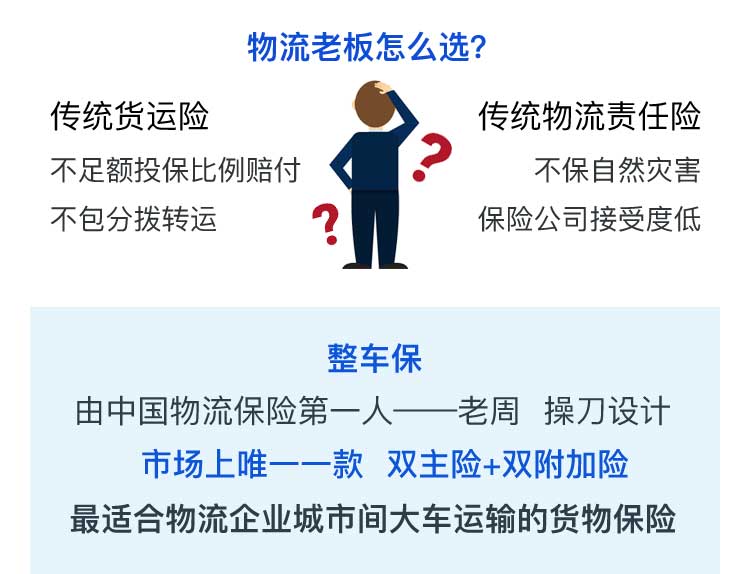 物流老板怎么选?
传统货运险
不足额投保比例赔付
不包分拨转运
传统物流责任险
不保自然灾害
保险公司接受度低
整车保
由中国物流保险第一人——老周 操刀设计
市场上唯一一款 双主险+双附加险
最适合物流企业城市间大车运输的货物保险